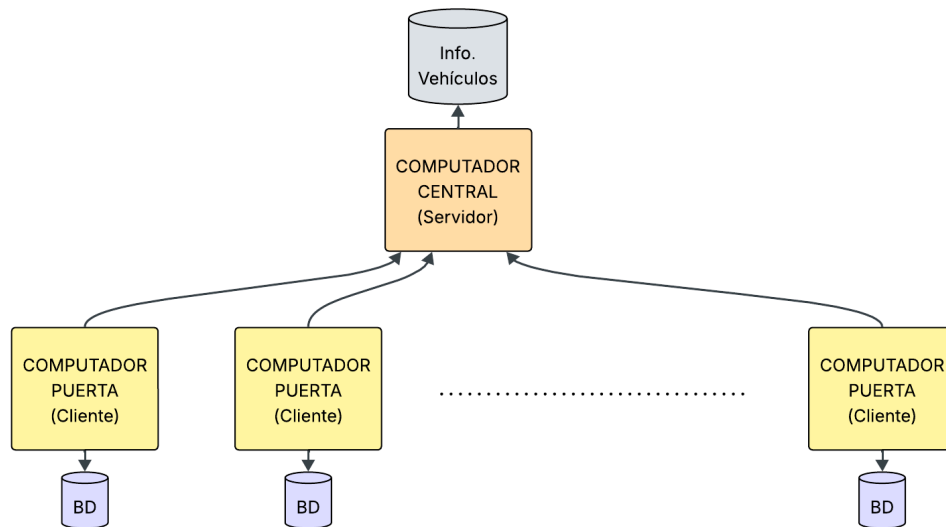 Info.
Vehículos
COMPUTADOR
CENTRAL
(Servidor)
COMPUTADOR
PUERTA
(Cliente)
COMPUTADOR
PUERTA
(Cliente)
COMPUTADOR
PUERTA
(Cliente)
BD
BD
BD